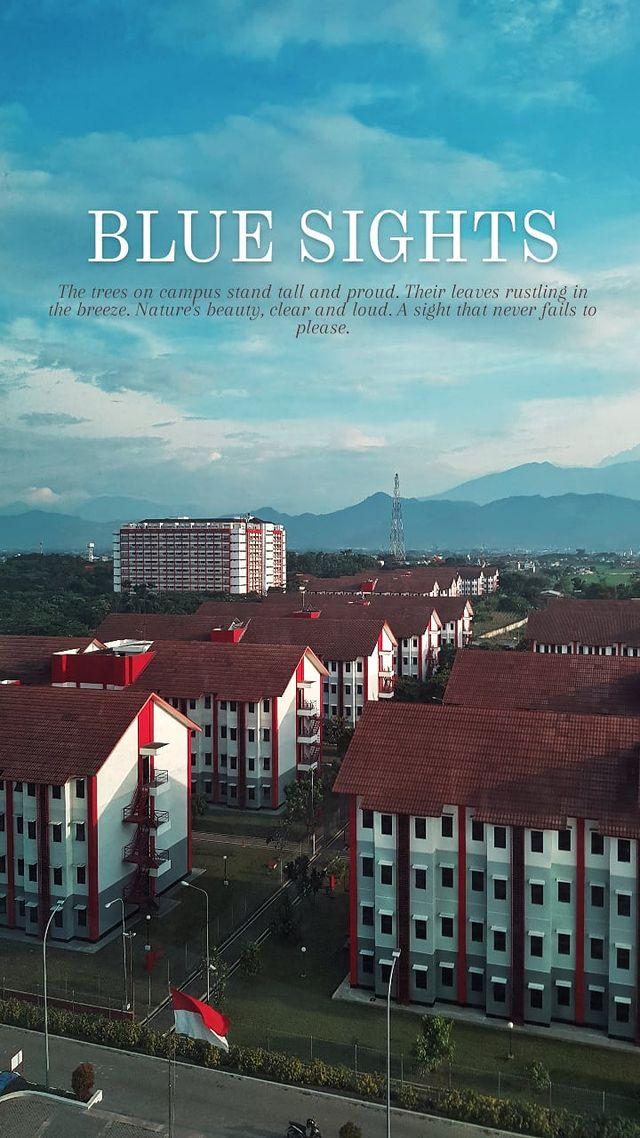 BLUE SIGHTS
The trees on campus stand tall and proud. Their leaves rustling in
the breeze. Nature's beauty, clear and loud. A sight that never fails to
please.